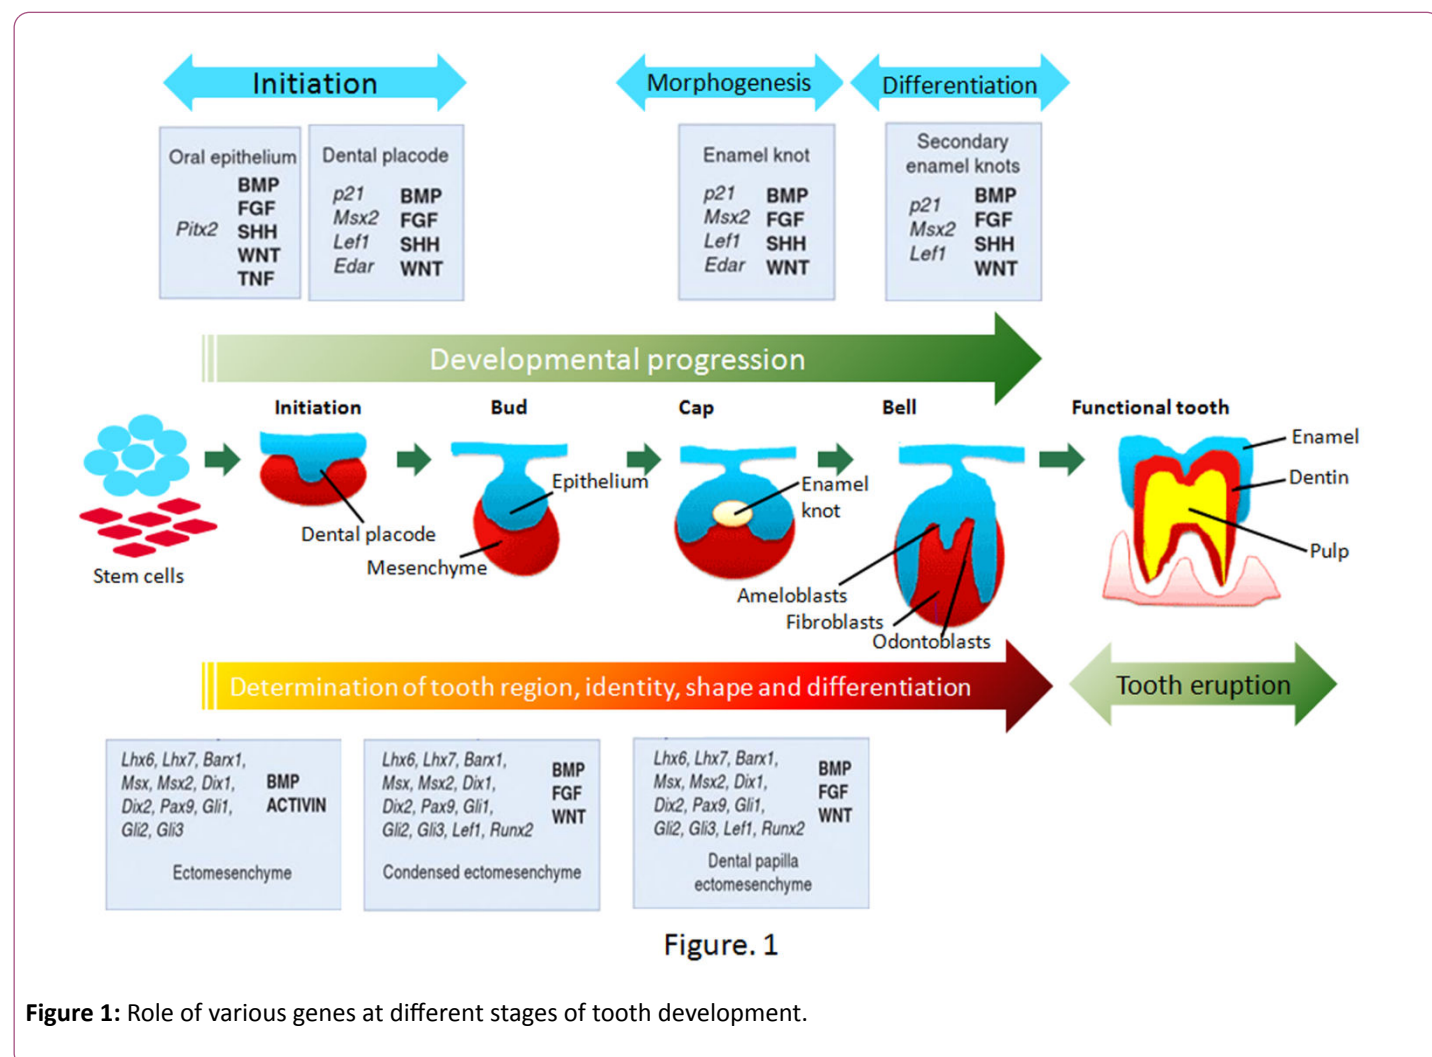 Initiation
Morphogenesis
Differentiation
Oral epithelium
Pitx2
BMP
FGF
SHH
WNT
TNF
Dental placode
p21
Msx2
Lef1
Edar
BMP
FGF
SHH
WNT
Enamel knot
p21
Msx2
Lef1
Edar
BMP
FGF
SHH
WNT
Secondary
enamel knots
p21
Msx2
Lef1
BMP
FGF
SHH
WNT
Developmental progression
Initiation
Bud
Cap
Bell
Functional tooth
Stem cells
Dental placode
Epithelium
Mesenchyme
Enamel
knot
Ameloblasts
Fibroblasts
Odontoblasts
Enamel
Dentin
Pulp
Determination of tooth region, identity, shape and differentiation
Tooth eruption
Lhx6, Lhx7, Barx1,
Msx, Msx2, Dix1,
Dix2, Pax9, Gli1,
Gli2, Gli3
BMP
ACTIVIN
Ectomesenchyme
Lhx6, Lhx7, Barx1,
Msx, Msx2, Dix1,
Dix2, Pax9, Gli1,
Gli2, Gli3, Lef1, Runx2
BMP
FGF
WNT
Condensed ectomesenchyme
Lhx6, Lhx7, Barx1,
Msx, Msx2, Dix1,
Dix2, Pax9, Gli1,
Gli2, Gli3, Lef1, Runx2
BMP
FGF
WNT
Dental papilla
ectomesenchyme
Figure. 1
Figure 1: Role of various genes at different stages of tooth development.